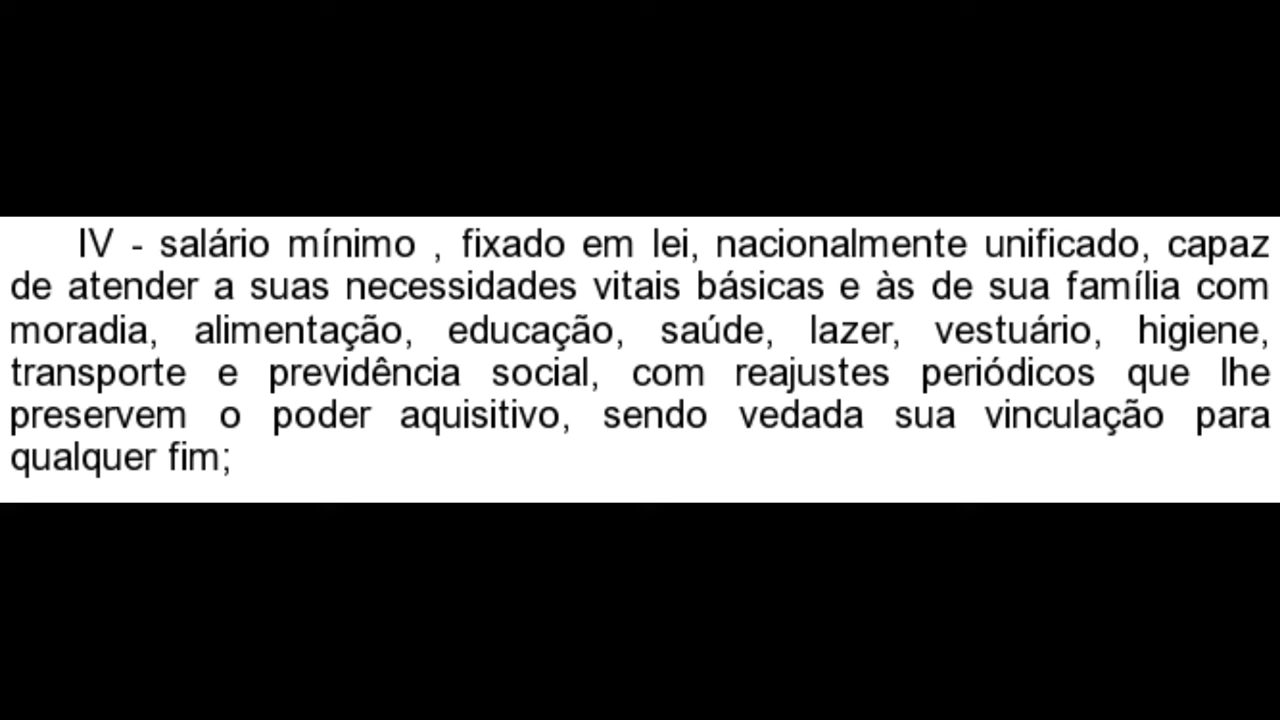 IV - salário mínimo , fixado em lei, nacionalmente unificado, capaz
de atender a suas necessidades vitais básicas e às de sua família com
moradia, alimentação, educação, saúde, lazer, vestuário, higiene,
transporte e previdência social, com reajustes periódicos que lhe
preservem o poder aquisitivo, sendo vedada sua vinculação para
qualquer fim;